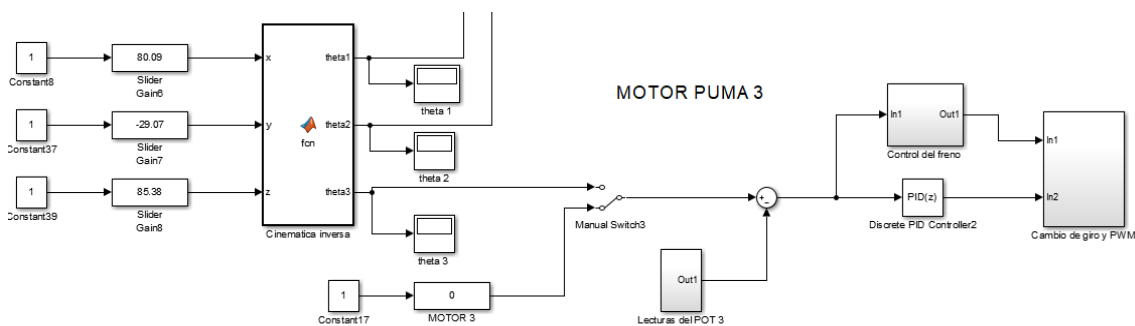 1
Constant8
80.09
Slider
Gain6
x
theta1
theta 1
1
Constant37
-29.07
Slider
Gain7
y
fcn
theta2
theta 2
1
Constant39
85.38
Slider
Gain8
z
theta3
Cinematica inversa
theta 3
1
Constant17
0
MOTOR 3
MOTOR PUMA 3
Manual Switch3
Out1
Lecturas del POT 3
In1
Out1
Control del freno
PID(z)
Discrete PID Controller2
In1
In2
Cambio de giro y PWM